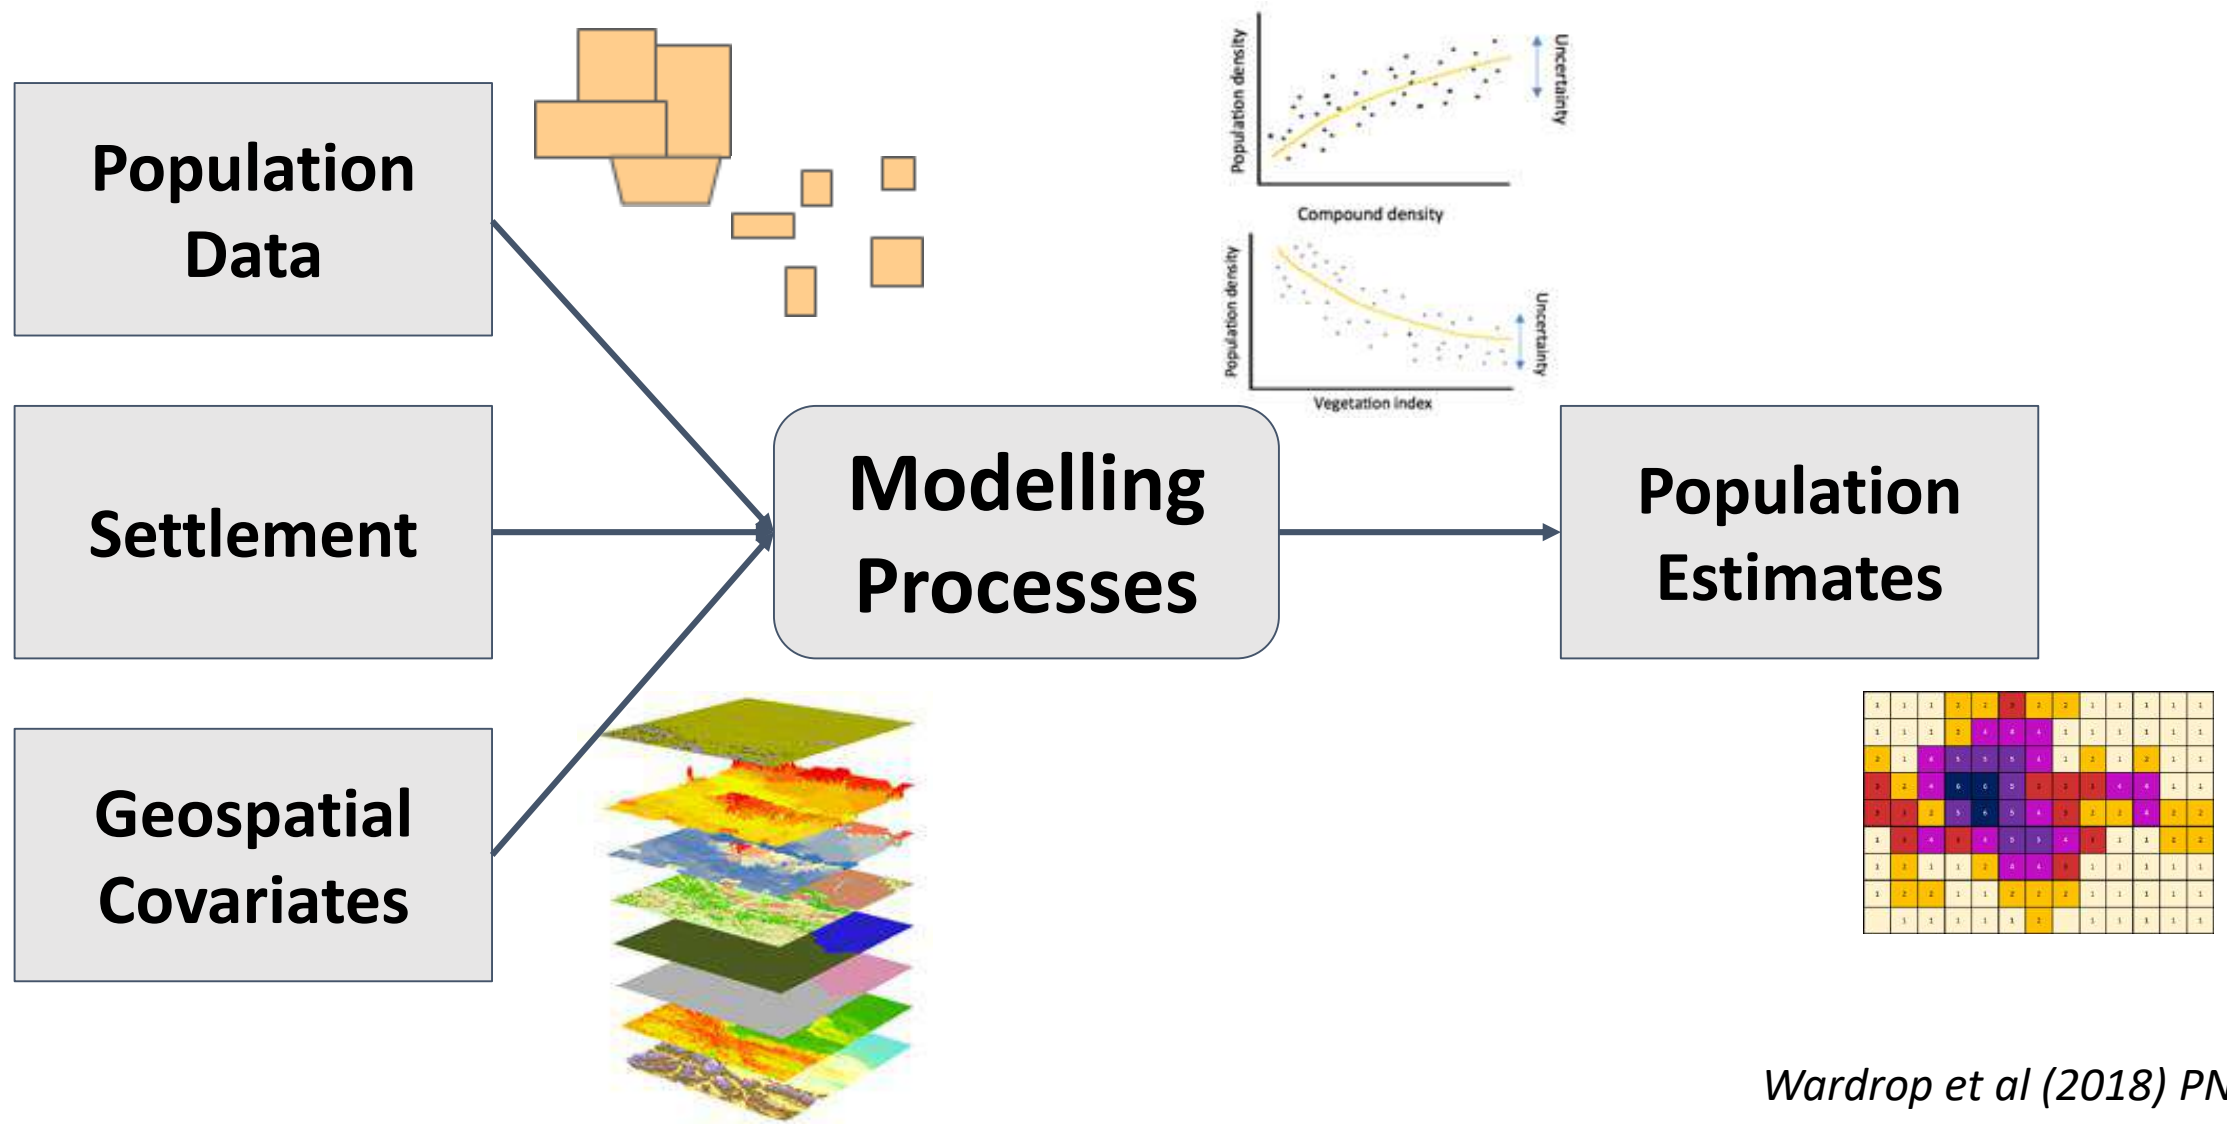 Population
Data
Settlement
Geospatial
Covariates
Population density
Uncertainty
Compound density
Population density
Uncertainty
Vegetation index
Modelling
Processes
Population
Estimates
Wardrop et al (2018) PN